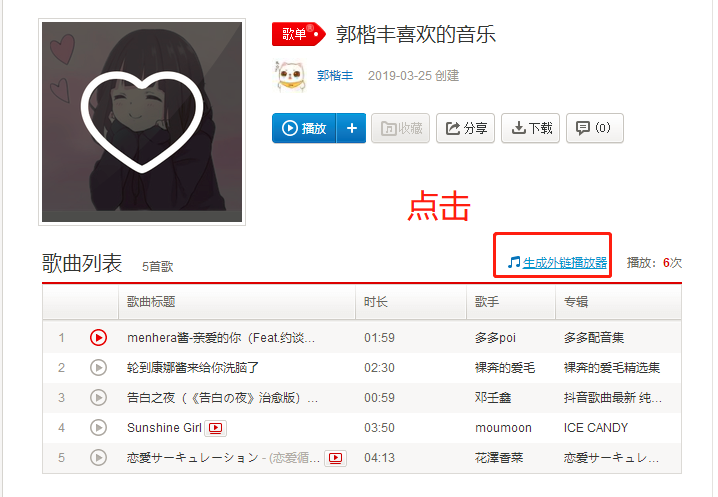 歌单
郭楷丰喜欢的音乐
郭楷丰 2019-03-25 创建
播放 + 收藏 分享 下载 (0)
点击
歌曲列表 5首歌 生成外链播放器 播放：6次
歌曲标题 时长 歌手 专辑
1 menhera酱-亲爱的你（Feat.约谈... 01:59 多多poi 多多配音集
2 轮到康娜酱来给你洗脑了 02:30 裸奔的爱毛 裸奔的爱毛精选集
3 告白之夜（《告白の夜》治愈版）... 00:59 邓壬鑫 抖音歌曲最新 纯...
4 Sunshine Girl 03:50 moumoon ICE CANDY
5 恋爱サーキュレーション - (恋爱循... 04:13 花澤香菜 恋愛サーキュレ...